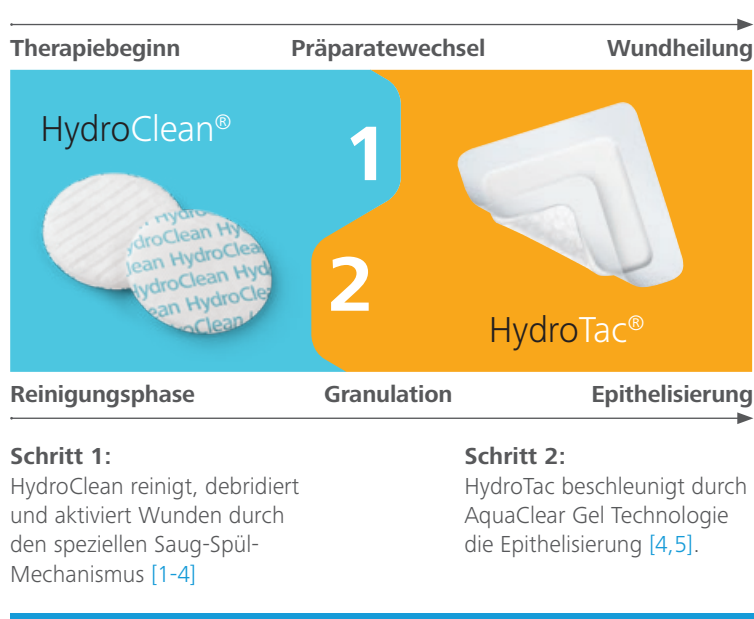 Therapiebeginn Präparatewechsel Wundheilung
HydroClean®
1
2
HydroTac®
HydroClean
Reinigungsphase Granulation Epithelisierung
Schritt 1:
HydroClean reinigt, debridiert
und aktiviert Wunden durch
den speziellen Saug-Spül-
Mechanismus [1-4]
Schritt 2:
HydroTac beschleunigt durch
AquaClear Gel Technologie
die Epithelisierung [4,5].